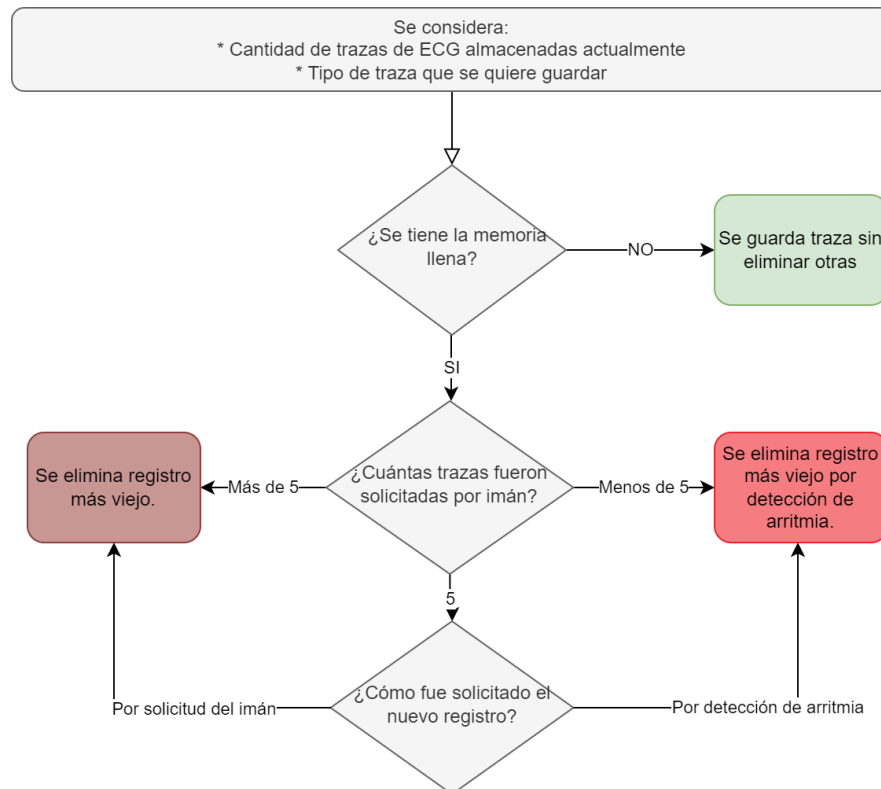 Se considera:
* Cantidad de trazas de ECG almacenadas actualmente
* Tipo de traza que se quiere guardar
¿Se tiene la memoria
llena?
NO
Se guarda traza sin
eliminar otras
SI
Se elimina registro
más viejo.
Más de 5
¿Cuántas trazas fueron
solicitadas por imán?
Menos de 5
Se elimina registro
más viejo por
detección de
arritmia.
5
Por solicitud del imán
¿Cómo fue solicitado el
nuevo registro?
Por detección de arritmia